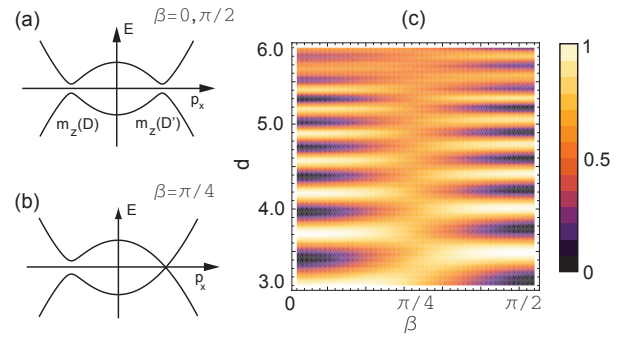 (a)
β=0,π/2
E
p_x
m_z(D)
m_z(D')
(b)
β=π/4
E
p_x
(c)
6.0
5.0
4.0
3.0
d
0
π/4
π/2
β
1
0.5
0